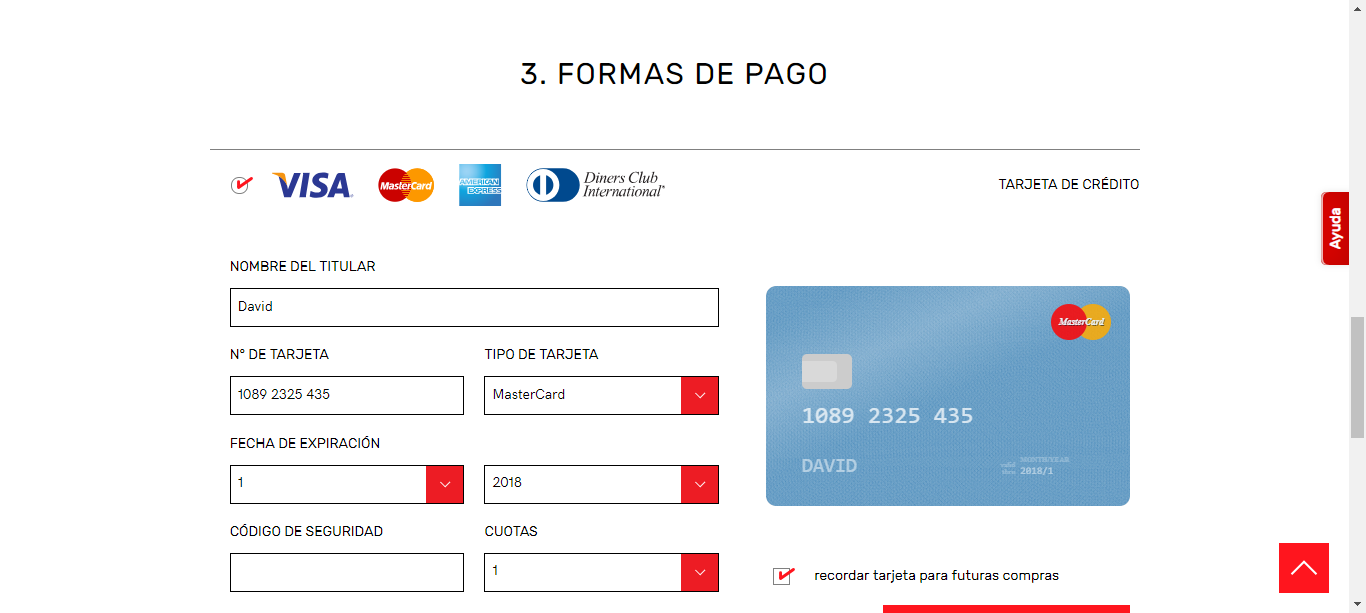 3. FORMAS DE PAGO
VISA MasterCard AMERICAN EXPRESS Diners Club International®
TARJETA DE CRÉDITO
Ayuda
NOMBRE DEL TITULAR
David
N° DE TARJETA
TIPO DE TARJETA
1089 2325 435
MasterCard
FECHA DE EXPIRACIÓN
1
2018
CÓDIGO DE SEGURIDAD
CUOTAS
1
MasterCard
1089 2325 435
DAVID
MONTH/YEAR
valid thru
2018/1
recordar tarjeta para futuras compras